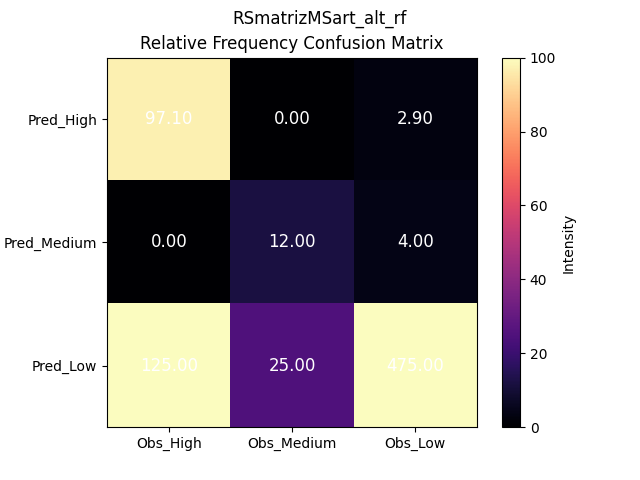 RSmatrizMSart_alt_rf
Relative Frequency Confusion Matrix
Pred_High 97.10 0.00 2.90
Pred_Medium 0.00 12.00 4.00
Pred_Low 125.00 25.00 475.00
Obs_High Obs_Medium Obs_Low
100
80
60
40
20
0
Intensity